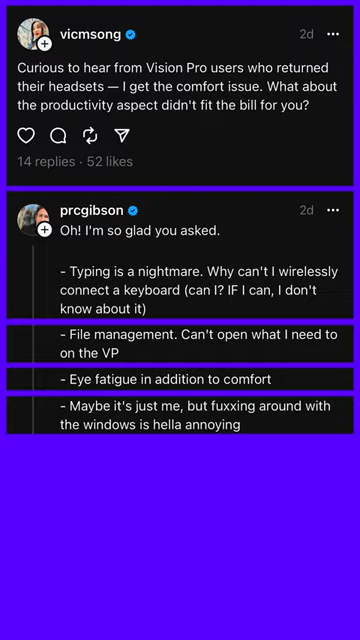 vicmsong 2d
Curious to hear from Vision Pro users who returned
their headsets — I get the comfort issue. What about
the productivity aspect didn't fit the bill for you?
14 replies · 52 likes
prcgibson 2d
Oh! I'm so glad you asked.
- Typing is a nightmare. Why can't I wirelessly
connect a keyboard (can I? IF I can, I don't
know about it)
- File management. Can't open what I need to
on the VP
- Eye fatigue in addition to comfort
- Maybe it's just me, but fuxxing around with
the windows is hella annoying